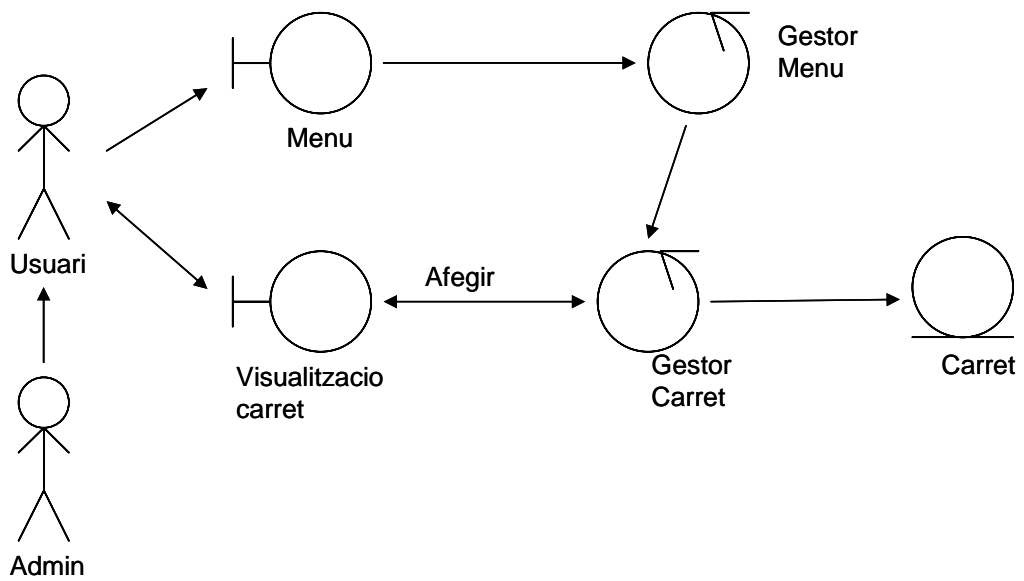 Gestor
Menu
Menu
Usuari
Afegir
Visualitzacio
carret
Gestor
Carret
Carret
Admin